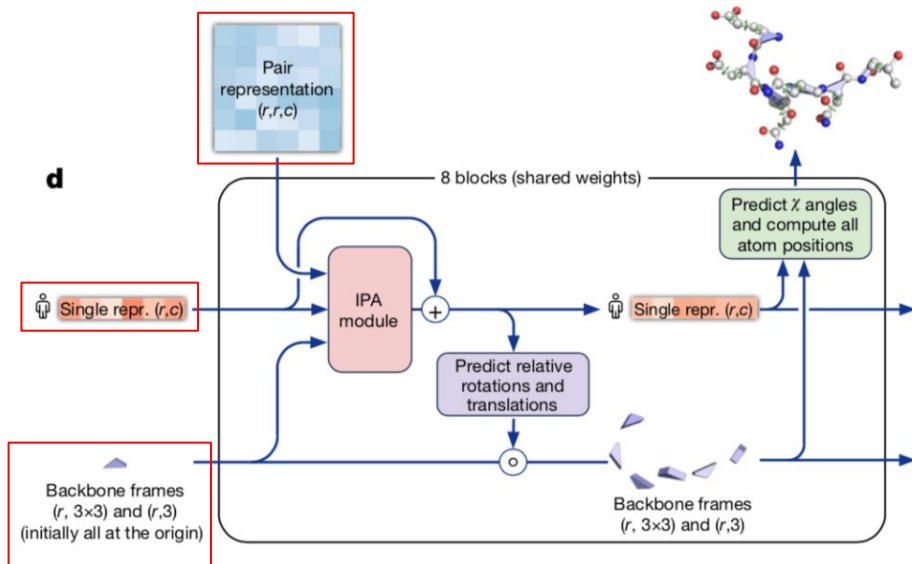 Pair
representation
(r,r,c)
d
8 blocks (shared weights)
Predict χ angles
and compute all
atom positions
Single repr. (r,c)
IPA
module
+
Single repr. (r,c)
Predict relative
rotations and
translations
Backbone frames
(r, 3×3) and (r,3)
(initially all at the origin)
Backbone frames
(r, 3×3) and (r,3)